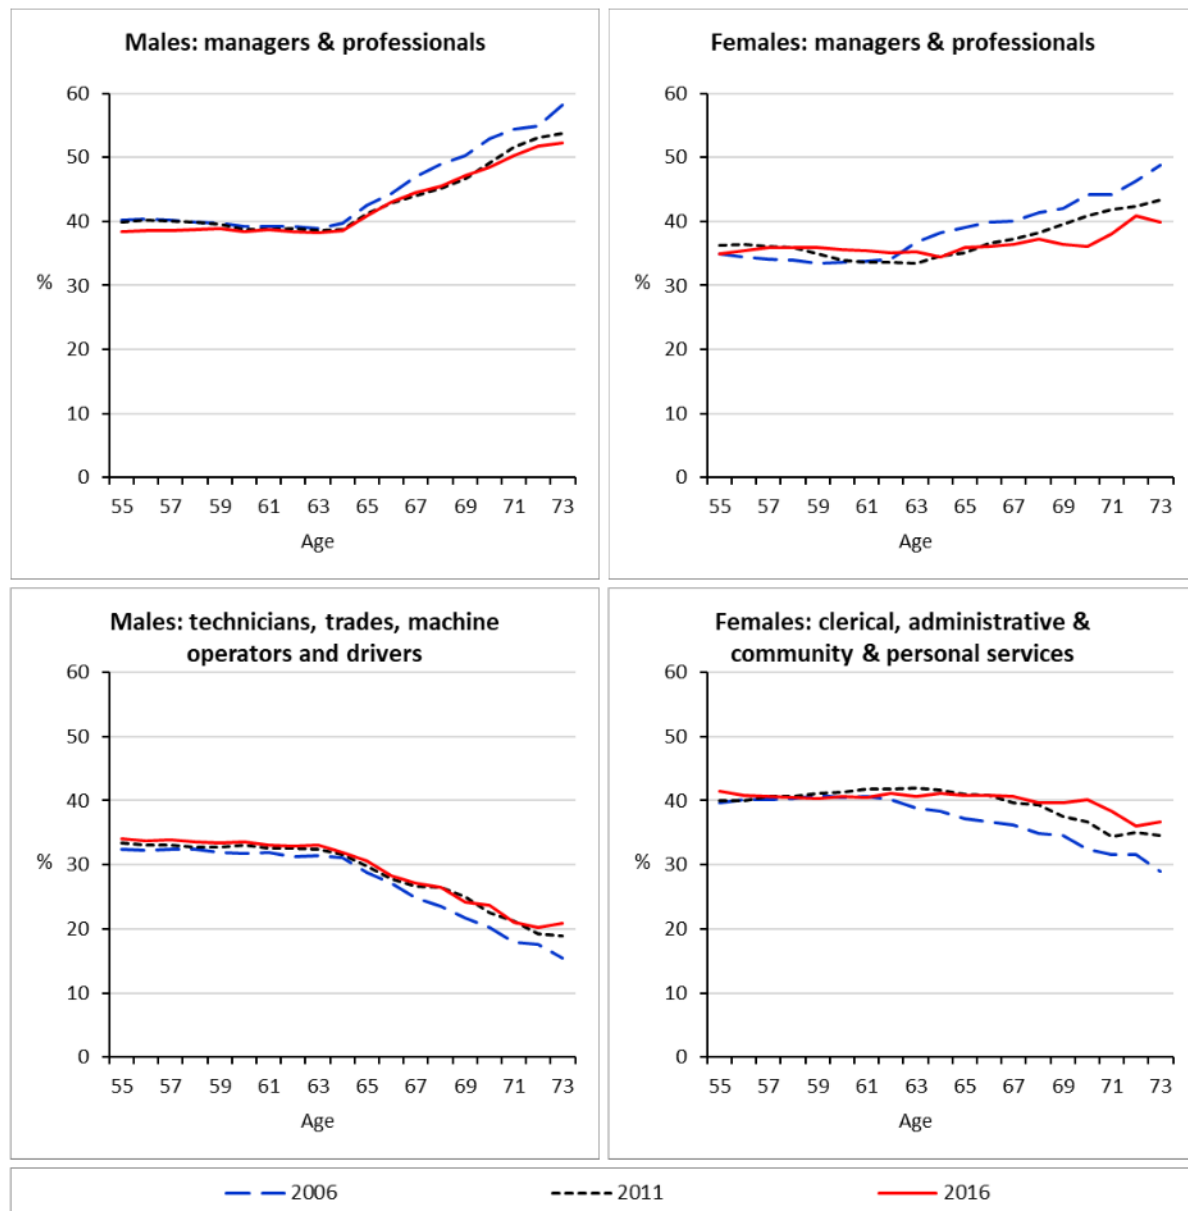 Males: managers & professionals
60
50
40
%
30
20
10
0
55 57 59 61 63 65 67 69 71 73
Age
Females: managers & professionals
60
50
40
%
30
20
10
0
55 57 59 61 63 65 67 69 71 73
Age
Males: technicians, trades, machine
operators and drivers
60
50
40
%
30
20
10
0
55 57 59 61 63 65 67 69 71 73
Age
Females: clerical, administrative &
community & personal services
60
50
40
%
30
20
10
0
55 57 59 61 63 65 67 69 71 73
Age
2006 2011 2016